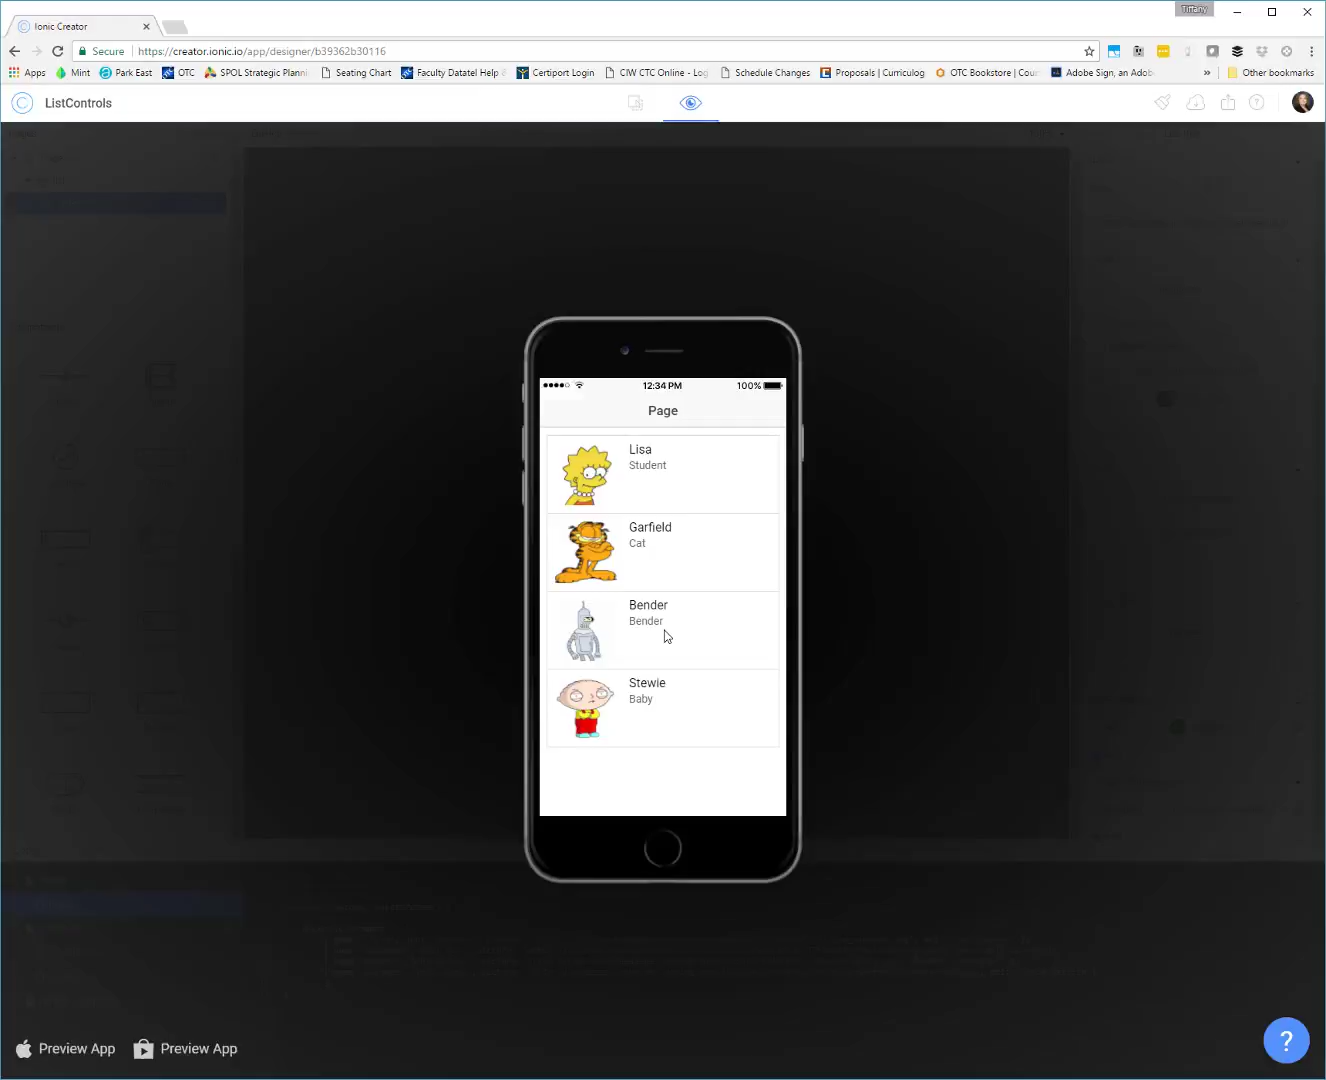 Tiffany
Ionic Creator
Secure https://creator.ionic.io/app/designer/b39362b30116
Apps Mint Park East OTC SPOL Strategic Planni Seating Chart Faculty Datatel Help & Certiport Login CIW CTC Online - Log Schedule Changes Proposals | Curriculog OTC Bookstore | Cour Adobe Sign, an Adob » Other bookmarks
ListControls
12:34 PM 100%
Page
Lisa
Student
Garfield
Cat
Bender
Bender
Stewie
Baby
Preview App Preview App
?